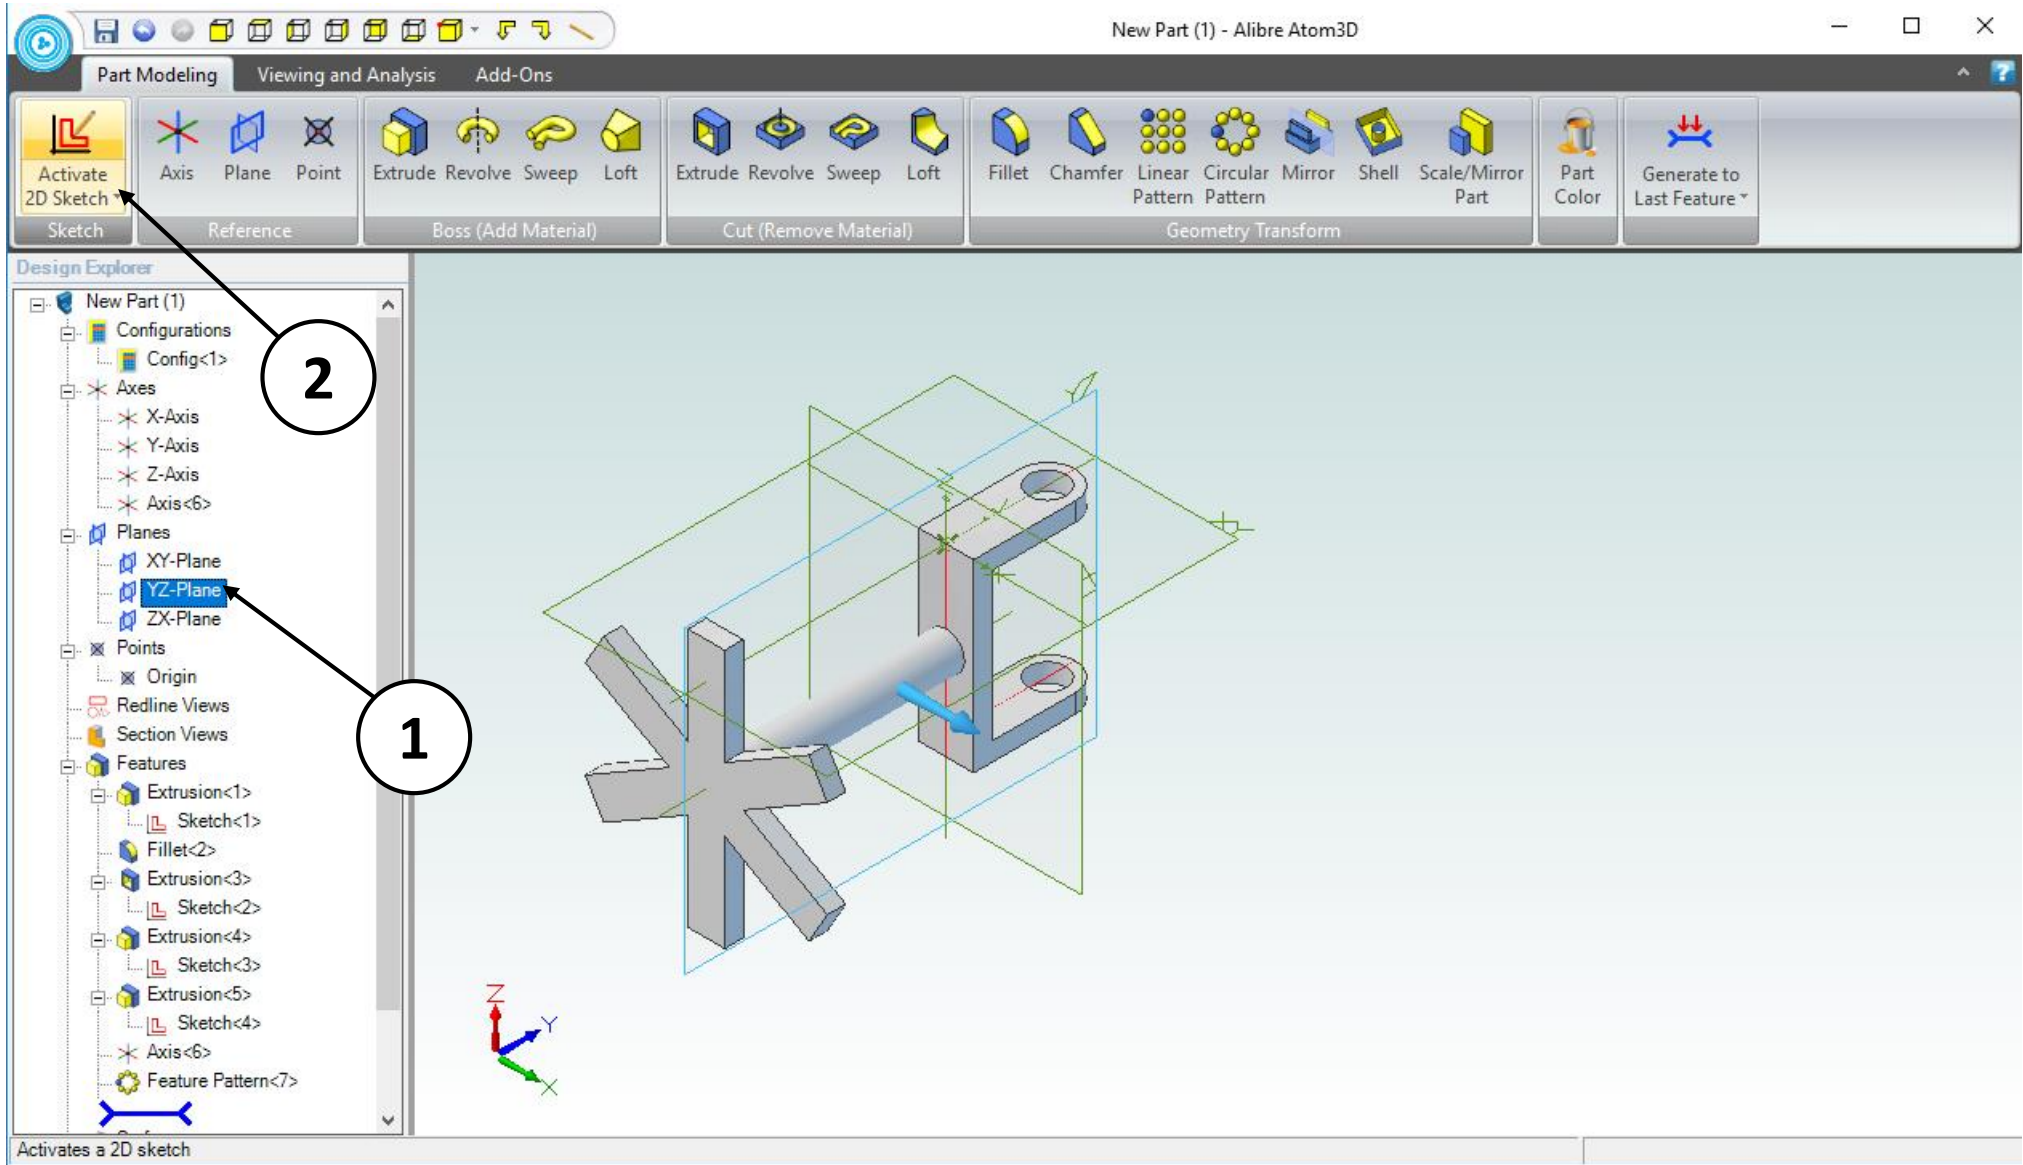 New Part (1) - Alibre Atom3D
Part Modeling Viewing and Analysis Add-Ons
Activate 2D Sketch
Axis Plane Point
Extrude Revolve Sweep Loft
Extrude Revolve Sweep Loft
Fillet Chamfer Linear Pattern Circular Pattern Mirror Shell Scale/Mirror Part
Part Color
Generate to Last Feature
Sketch Reference Boss (Add Material) Cut (Remove Material) Geometry Transform
Design Explorer
New Part (1)
Configurations
Config<1>
2
Axes
X-Axis
Y-Axis
Z-Axis
Axis<6>
Planes
XY-Plane
YZ-Plane
ZX-Plane
Points
Origin
Redline Views
Section Views
1
Features
Extrusion<1>
Sketch<1>
Fillet<2>
Extrusion<3>
Sketch<2>
Extrusion<4>
Sketch<3>
Extrusion<5>
Sketch<4>
Axis<6>
Feature Pattern<7>
Z
Y
X
Activates a 2D sketch